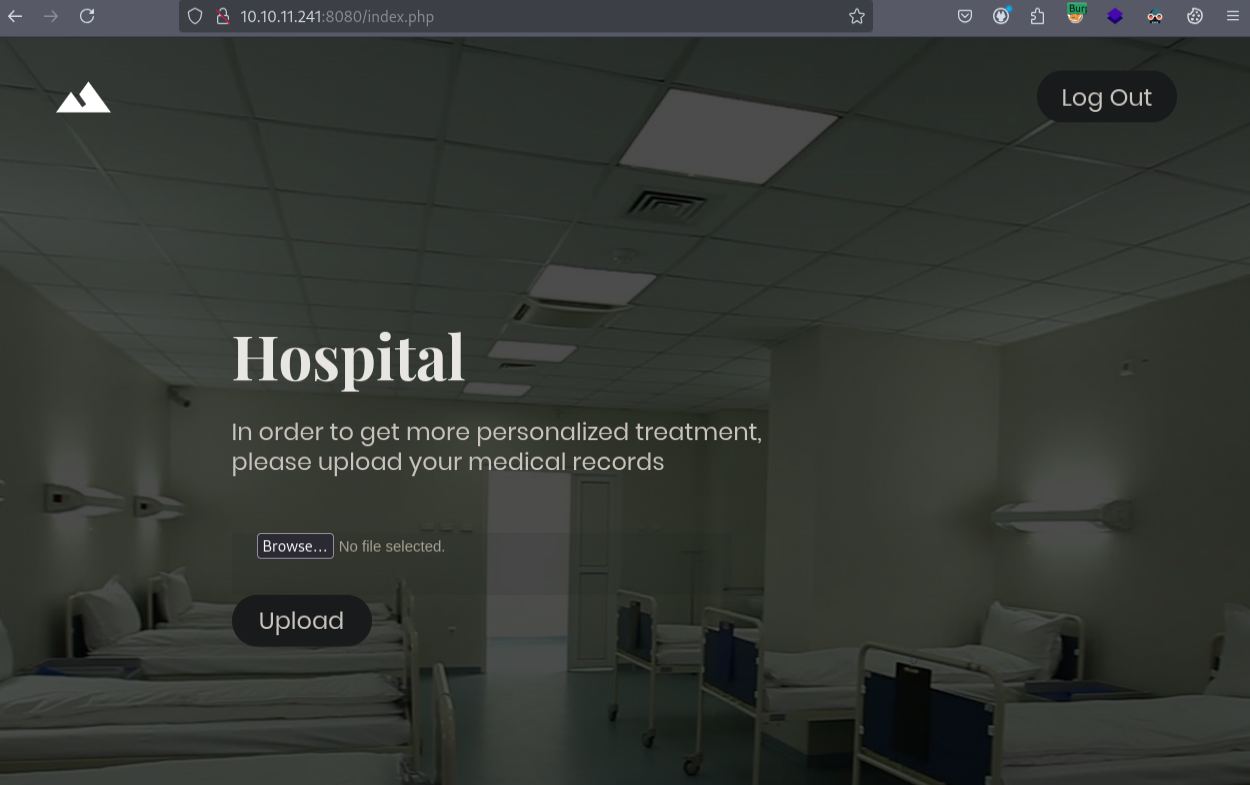 10.10.11.241:8080/index.php
Burp
Log Out
Hospital
In order to get more personalized treatment,
please upload your medical records
Browse... No file selected.
Upload